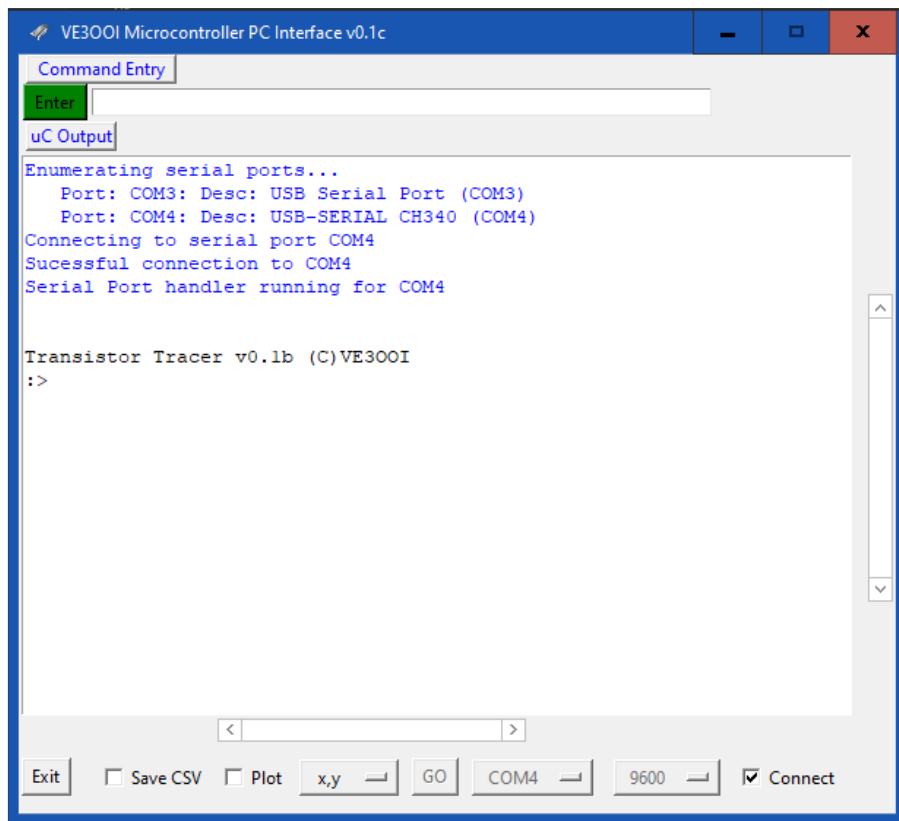 VE3OOI Microcontroller PC Interface v0.1c
Command Entry
Enter
uC Output
Enumerating serial ports...
Port: COM3: Desc: USB Serial Port (COM3)
Port: COM4: Desc: USB-SERIAL CH340 (COM4)
Connecting to serial port COM4
Sucessful connection to COM4
Serial Port handler running for COM4
Transistor Tracer v0.1b (C)VE3OOI
:>
Exit Save CSV Plot x,y GO COM4 9600 Connect